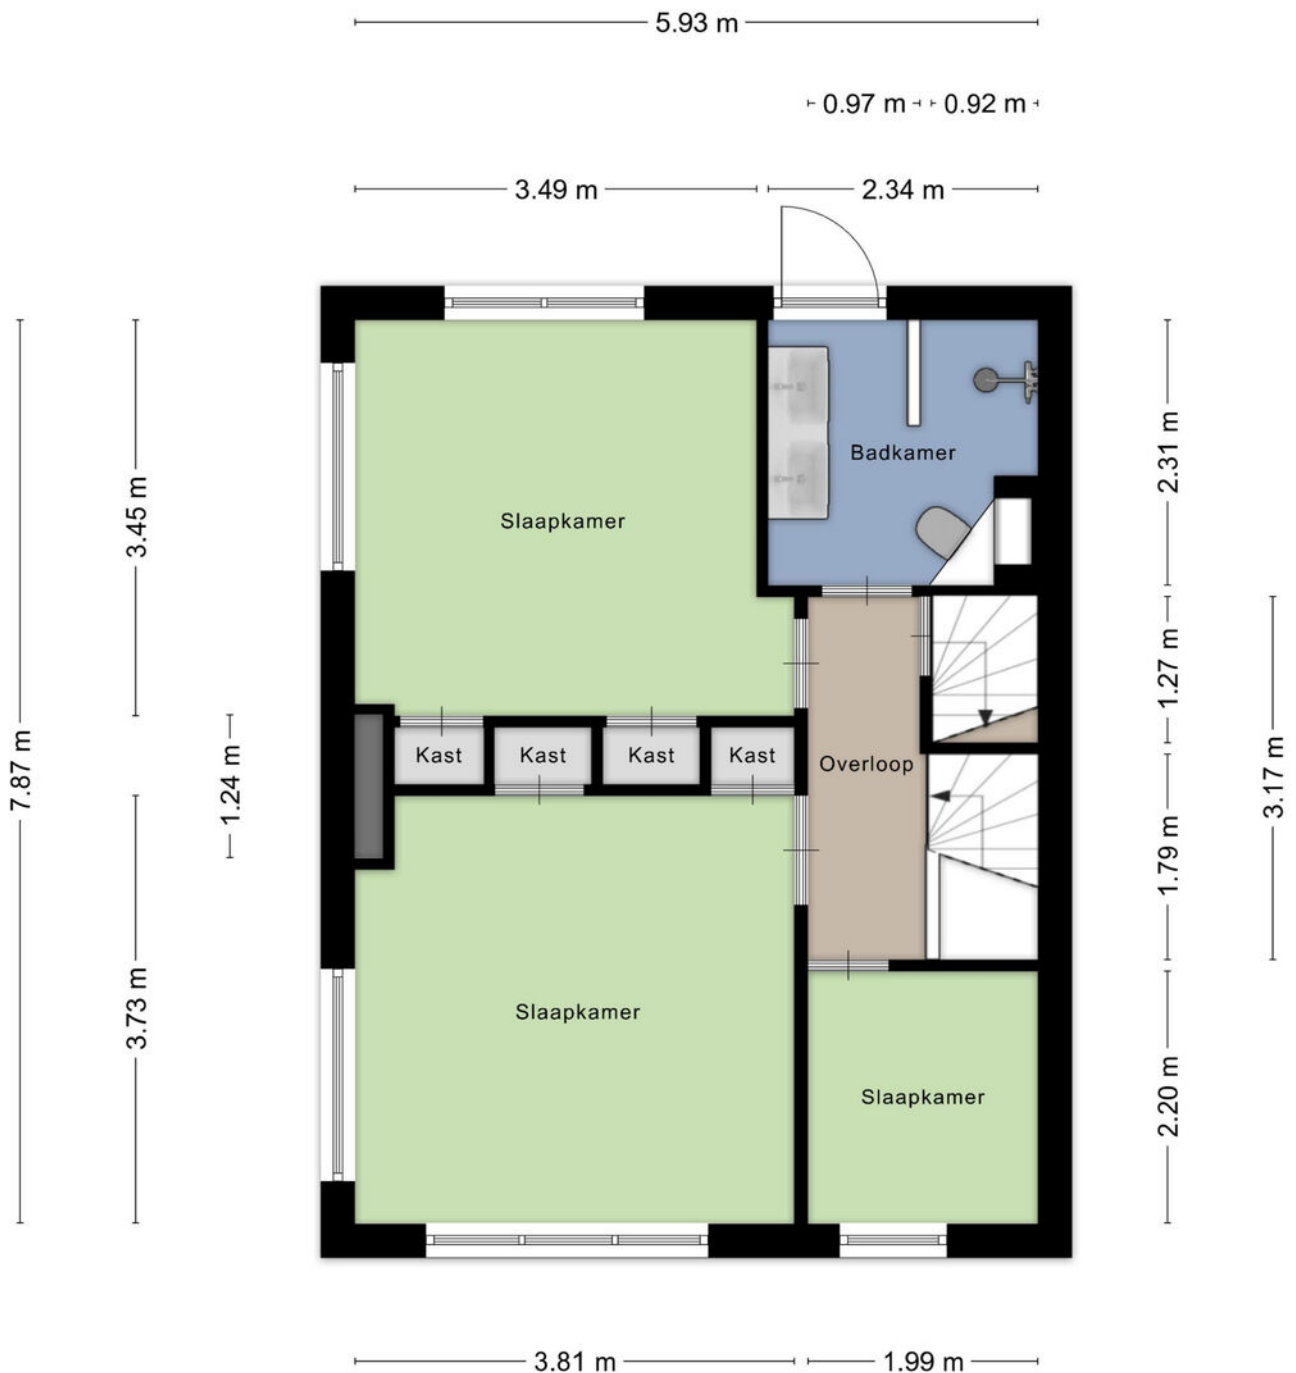 5.93 m
0.97 m
0.92 m
3.49 m
2.34 m
2.31 m
Badkamer
3.45 m
Slaapkamer
1.27 m
7.87 m
1.24 m
Kast
Kast
Kast
Kast
Overloop
3.17 m
1.79 m
3.73 m
Slaapkamer
Slaapkamer
2.20 m
3.81 m
1.99 m